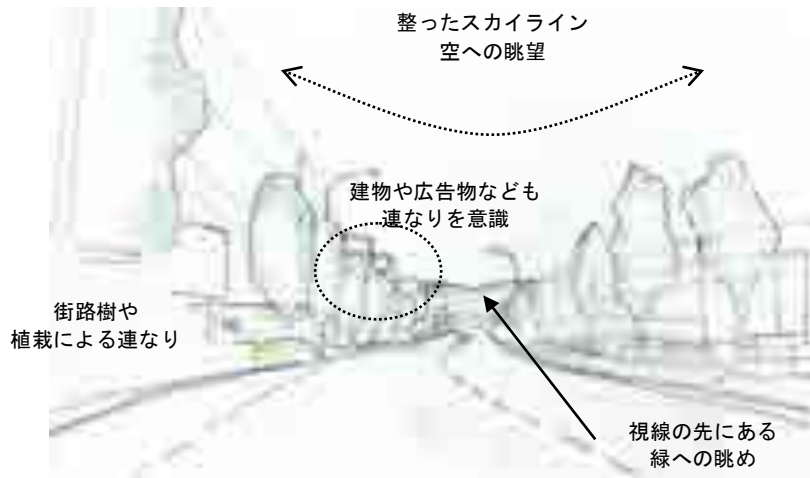 整ったスカイライン
空への眺望
建物や広告物なども
連なりを意識
街路樹や
植栽による連なり
視線の先にある
緑への眺め